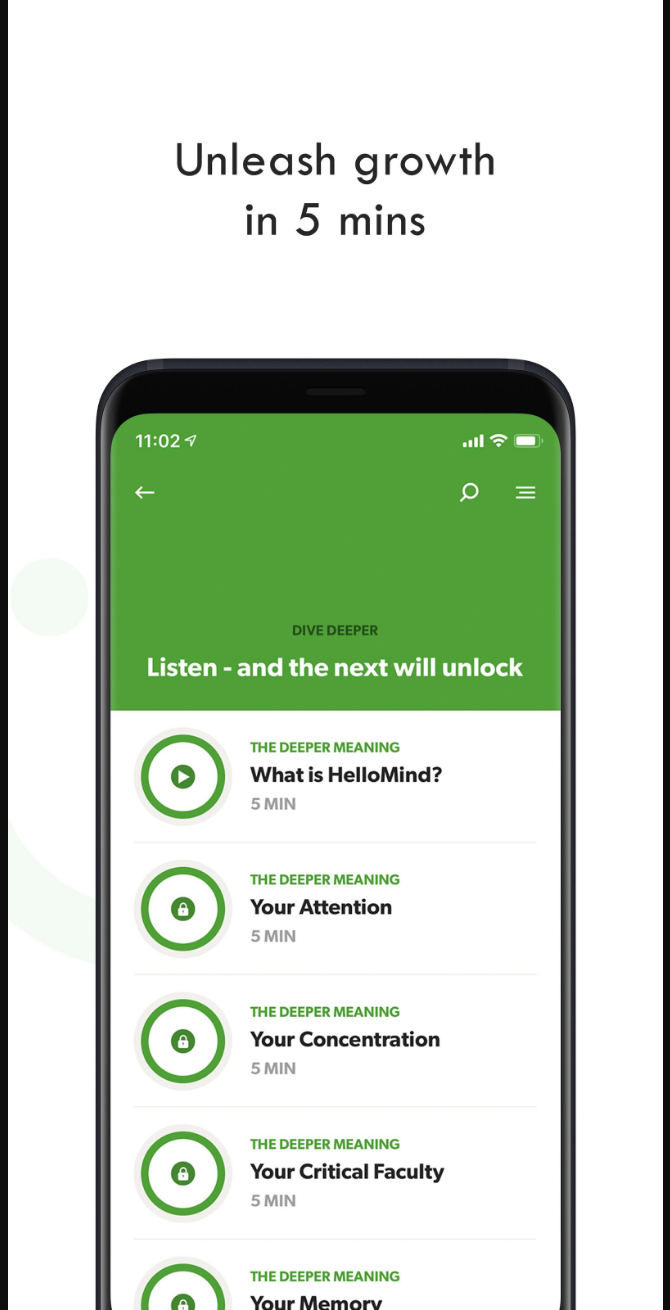 Unleash growth
in 5 mins
11:02
DIVE DEEPER
Listen - and the next will unlock
THE DEEPER MEANING
What is HelloMind?
5 MIN
THE DEEPER MEANING
Your Attention
5 MIN
THE DEEPER MEANING
Your Concentration
5 MIN
THE DEEPER MEANING
Your Critical Faculty
5 MIN
THE DEEPER MEANING
Your Memory